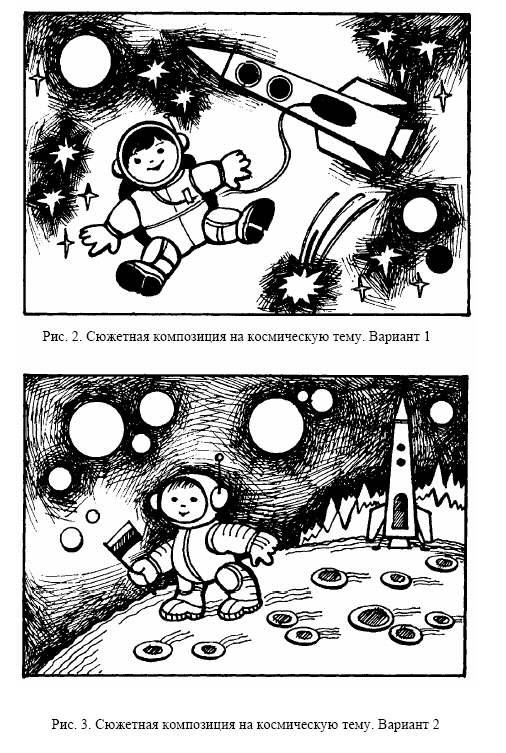 Рис. 2. Сюжетная композиция на космическую тему. Вариант 1
Рис. 3. Сюжетная композиция на космическую тему. Вариант 2